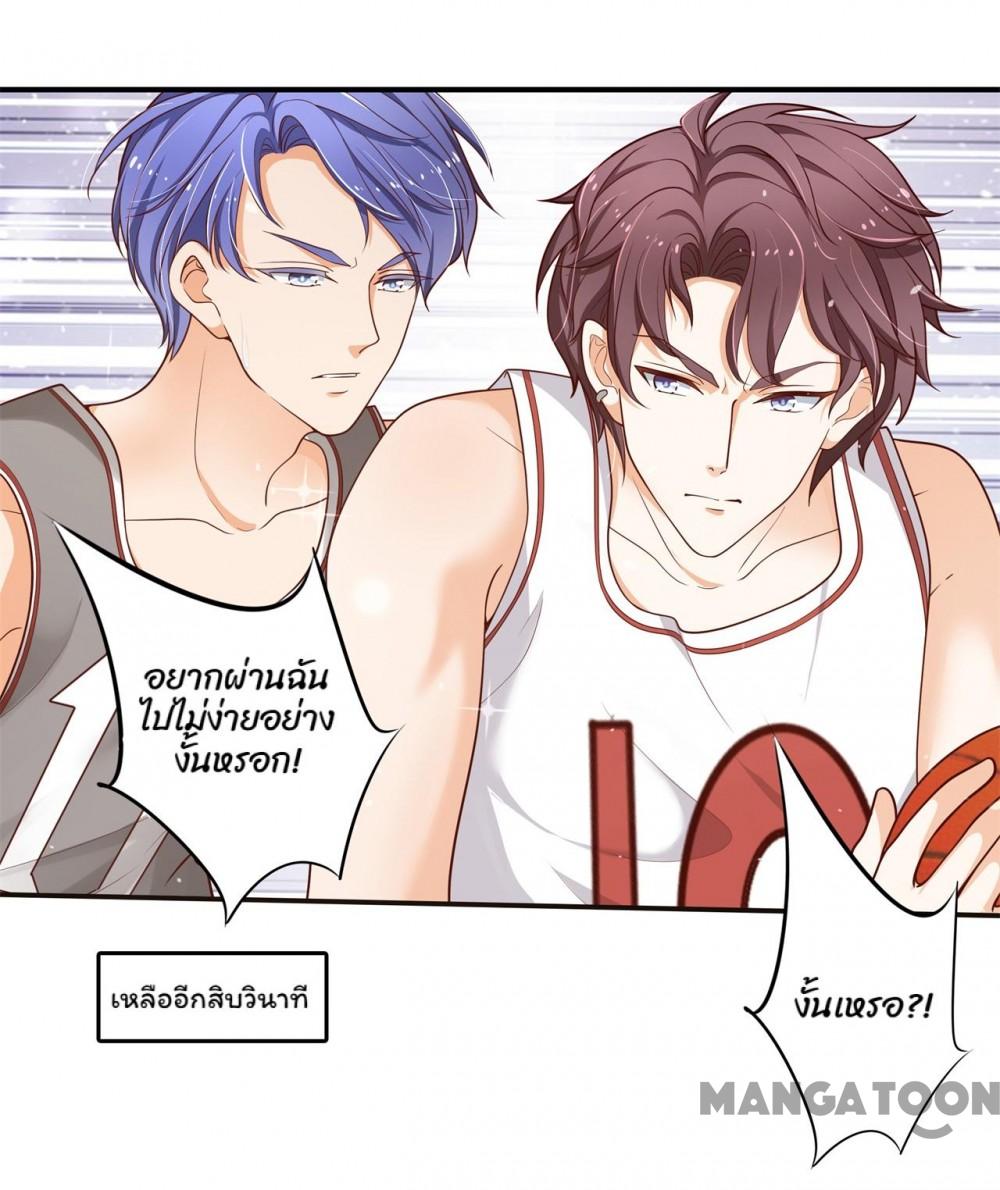 อยากผ่านฉัน
ไปไม่ง่ายอย่าง
งั้นหรอก!
10
เหลืออีกสิบวินาที
งั้นเหรอ?!
MANGATOON